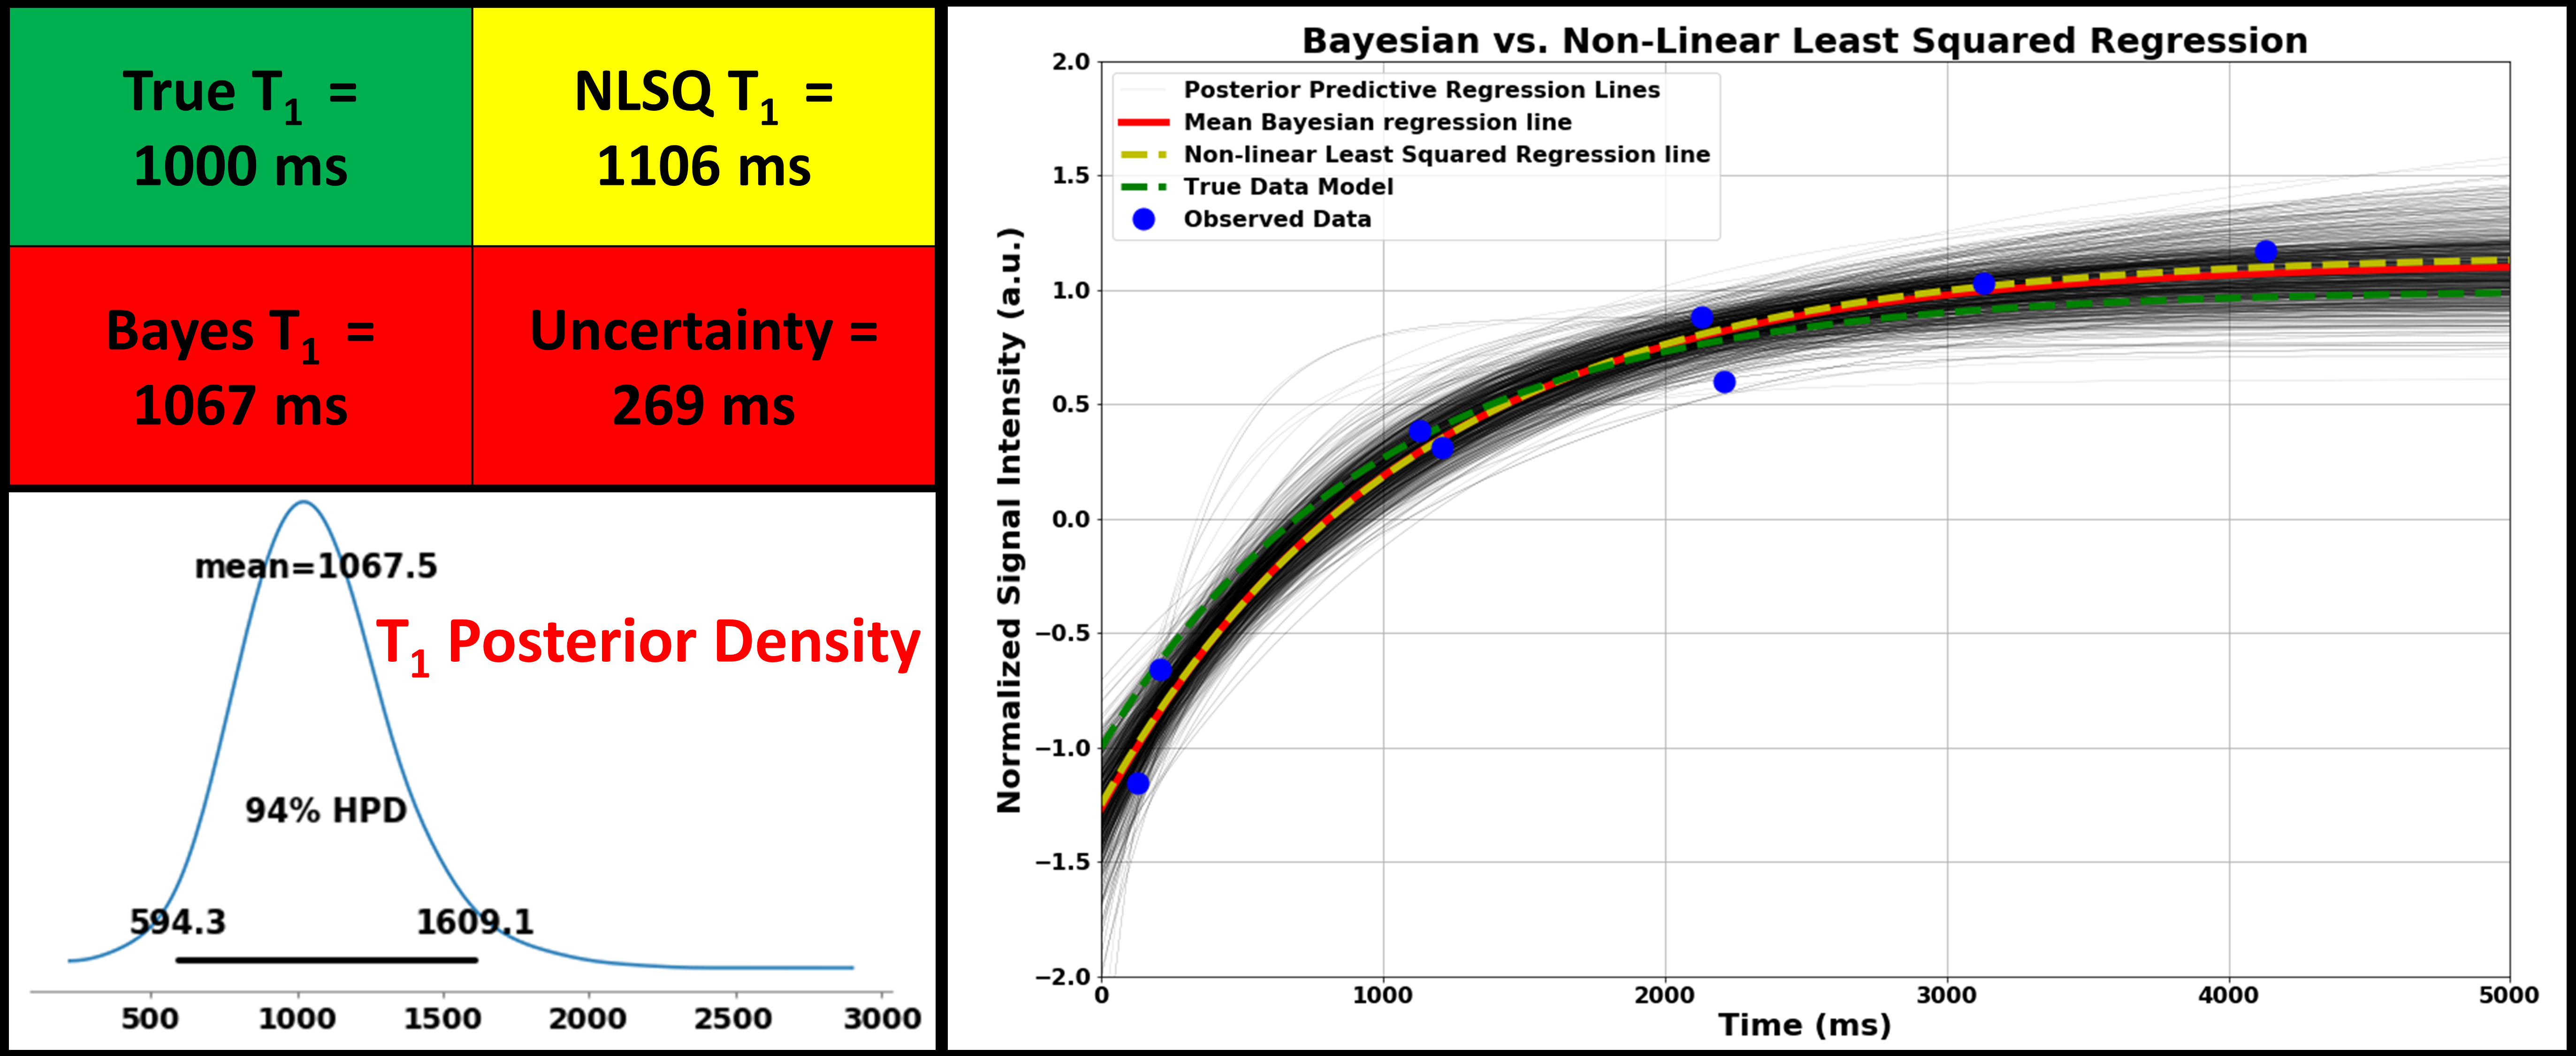 True T₁ =
1000 ms
NLSQ T₁ =
1106 ms
Bayes T₁ =
1067 ms
Uncertainty =
269 ms
mean=1067.5
T₁ Posterior Density
94% HPD
594.3
1609.1
500
1000
1500
2000
2500
3000
Bayesian vs. Non-Linear Least Squared Regression
Posterior Predictive Regression Lines
Mean Bayesian regression line
Non-linear Least Squared Regression line
True Data Model
Observed Data
Normalized Signal Intensity (a.u.)
2.0
1.5
1.0
0.5
0.0
−0.5
−1.0
−1.5
−2.0
0
1000
2000
3000
4000
5000
Time (ms)